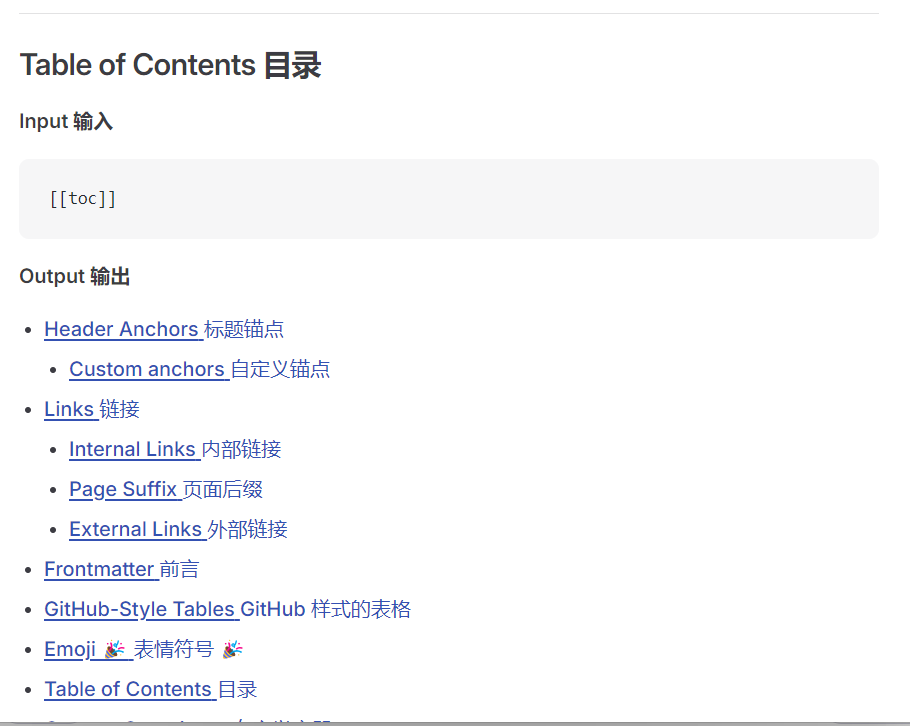 Table of Contents 目录
Input 输入
[[toc]]
Output 输出
Header Anchors 标题锚点
Custom anchors 自定义锚点
Links 链接
Internal Links 内部链接
Page Suffix 页面后缀
External Links 外部链接
Frontmatter 前言
GitHub-Style Tables GitHub 样式的表格
Emoji 🎉 表情符号 🎉
Table of Contents 目录